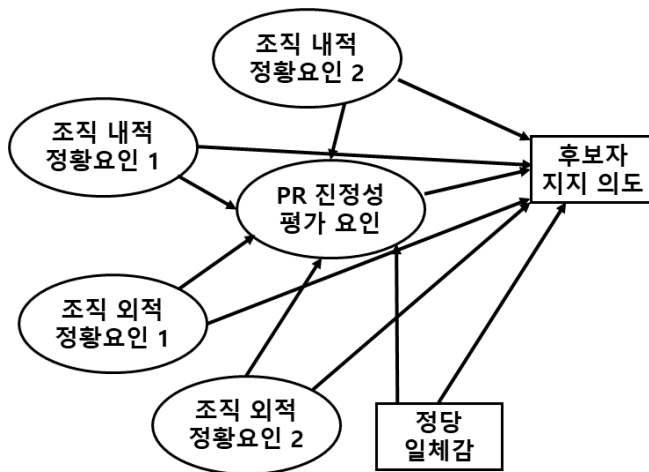 조직 내적
정황요인 2
조직 내적
정황요인 1
후보자
지지 의도
PR 진정성
평가 요인
조직 외적
정황요인 1
조직 외적
정황요인 2
정당
일체감